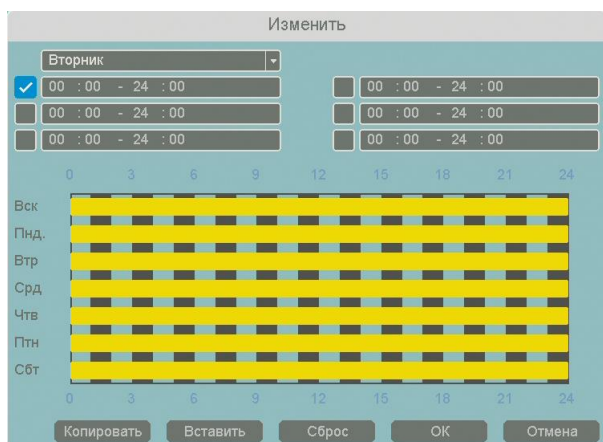 Изменить
Вторник
00 : 00 - 24 : 00 00 : 00 - 24 : 00
00 : 00 - 24 : 00 00 : 00 - 24 : 00
00 : 00 - 24 : 00 00 : 00 - 24 : 00
0 3 6 9 12 15 18 21 24
Вск
Пнд.
Втр
Срд
Чтв
Птн
Сбт
0 3 6 9 12 15 18 21 24
Копировать Вставить Сброс ОК Отмена